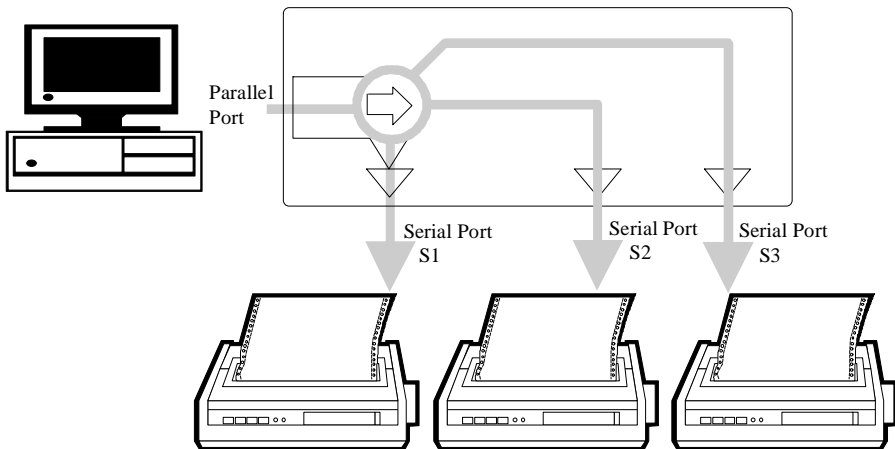 Parallel
Port
Serial Port
S1
Serial Port
S2
Serial Port
S3